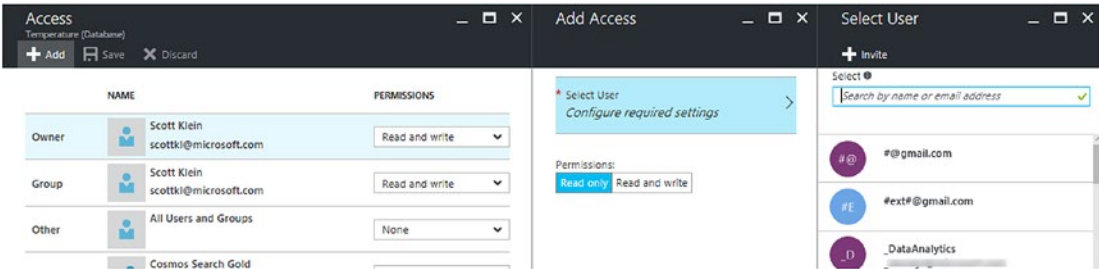 Access
Temperature (Database)
Add Save Discard
NAME PERMISSIONS
Owner Scott Klein scottkl@microsoft.com Read and write
Group Scott Klein scottkl@microsoft.com Read and write
Other All Users and Groups None
Cosmos Search Gold
Add Access
* Select User
Configure required settings
Permissions:
Read only Read and write
Select User
Invite
Select
Search by name or email address
#@ #@gmail.com
#E #ext#@gmail.com
_D _DataAnalytics